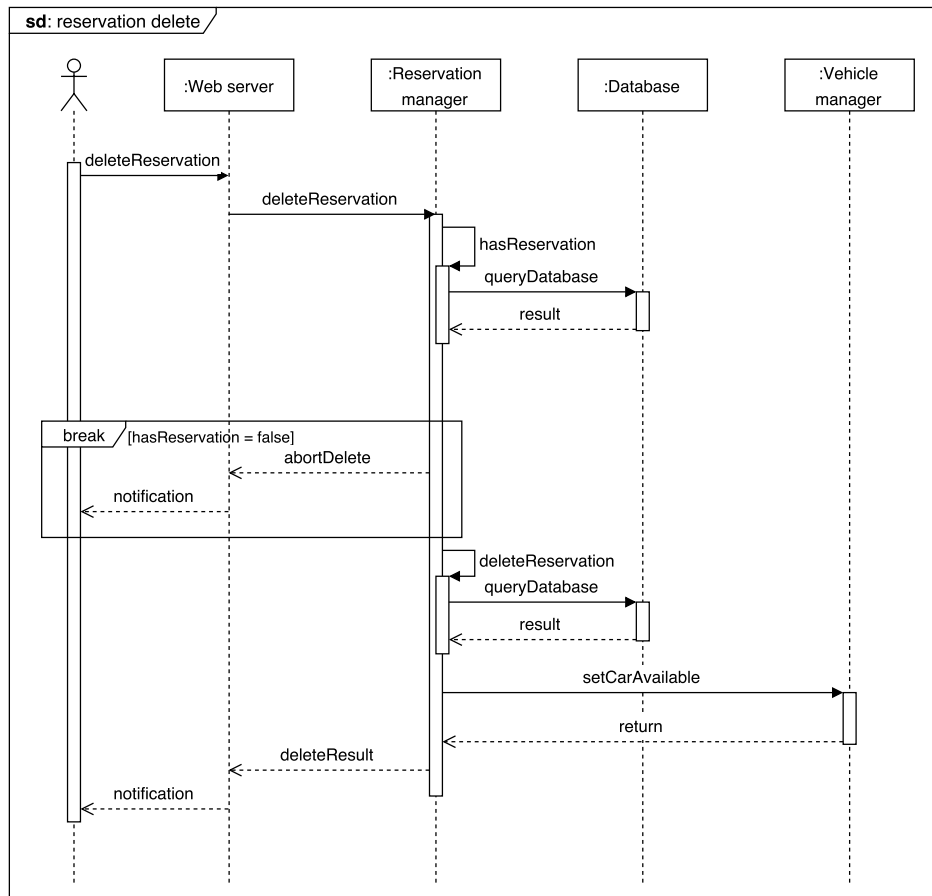 sd: reservation delete
:Web server
:Reservation
manager
:Database
:Vehicle
manager
deleteReservation
deleteReservation
hasReservation
queryDatabase
result
break
[hasReservation = false]
abortDelete
notification
deleteReservation
queryDatabase
result
setCarAvailable
return
deleteResult
notification